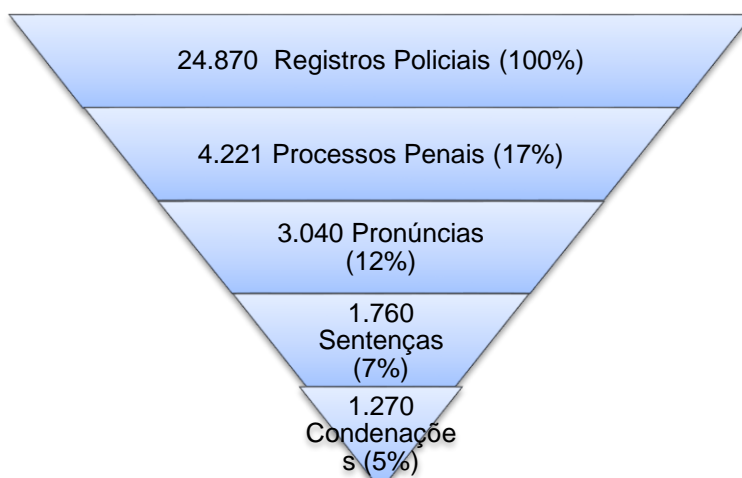 24.870 Registros Policiais (100%)
4.221 Processos Penais (17%)
3.040 Pronúncias
(12%)
1.760
Sentenças
(7%)
1.270
Condenaçõe
s (5%)